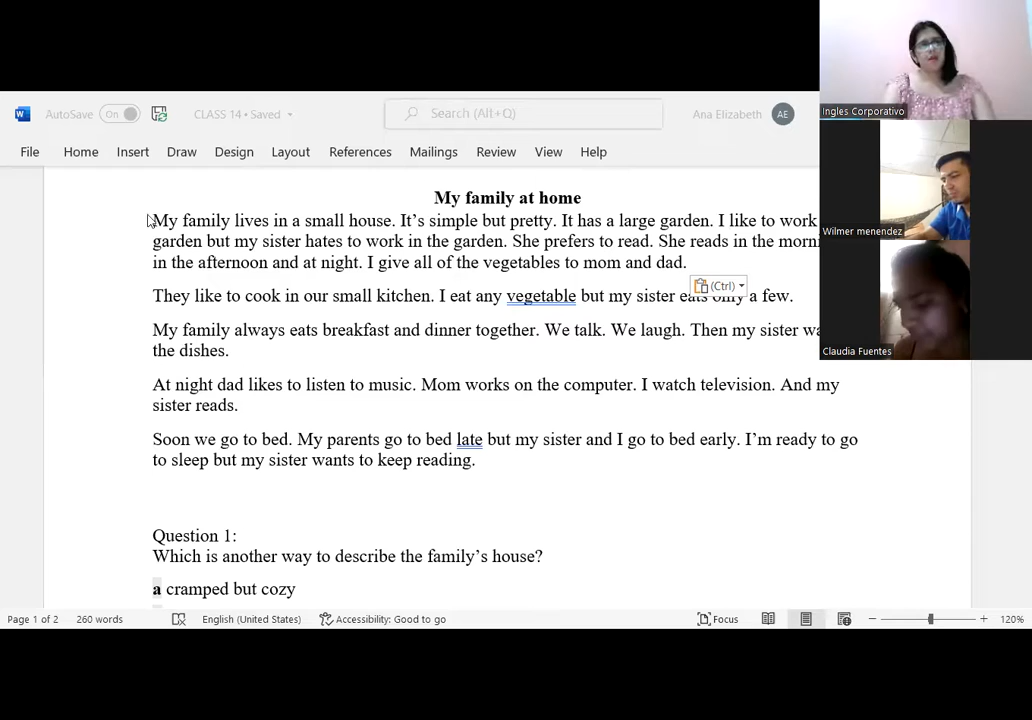 Ingles Corporativo
AutoSave On CLASS 14 • Saved Search (Alt+Q) Ana Elizabeth AE
File Home Insert Draw Design Layout References Mailings Review View Help
My family at home
My family lives in a small house. It’s simple but pretty. It has a large garden. I like to work
garden but my sister hates to work in the garden. She prefers to read. She reads in the
Wilmer menendez
in the afternoon and at night. I give all of the vegetables to mom and dad.
(Ctrl)
They like to cook in our small kitchen. I eat any vegetable but my sister eats only a few.
My family always eats breakfast and dinner together. We talk. We laugh. Then my sister
the dishes.
Claudia Fuentes
At night dad likes to listen to music. Mom works on the computer. I watch television. And my
sister reads.
Soon we go to bed. My parents go to bed late but my sister and I go to bed early. I’m ready to go
to sleep but my sister wants to keep reading.
Question 1:
Which is another way to describe the family’s house?
a cramped but cozy
Page 1 of 2 260 words English (United States) Accessibility: Good to go Focus 120%